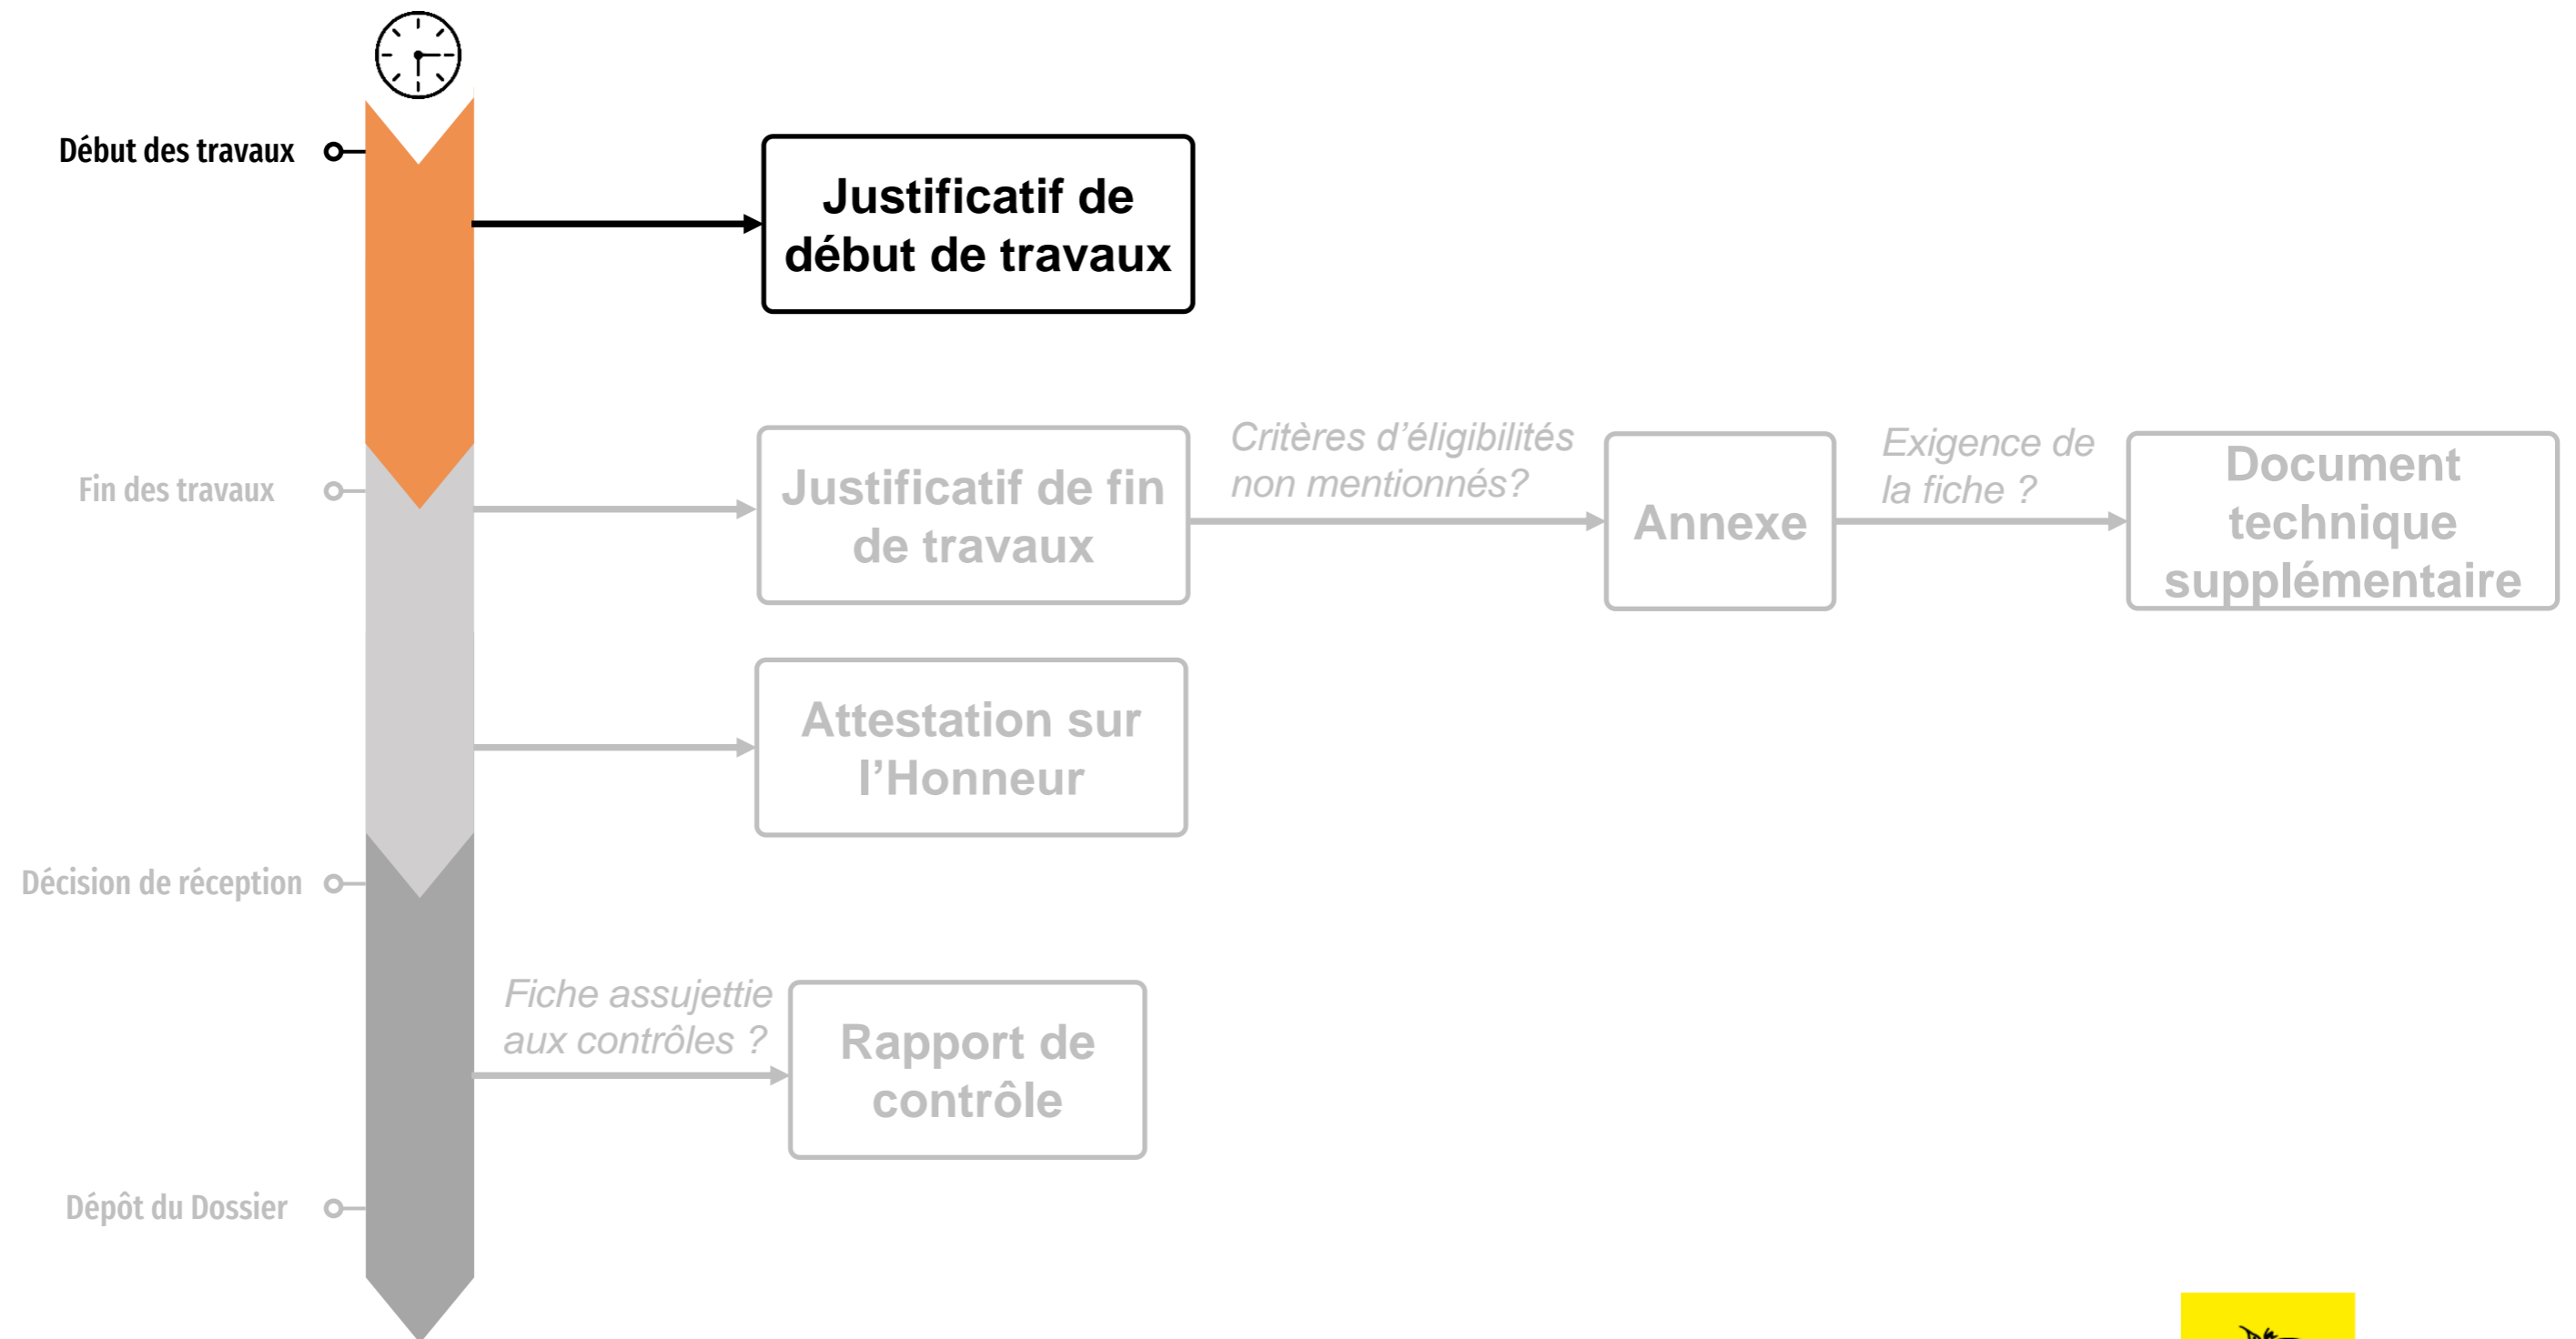 Début des travaux
Justificatif de
début de travaux
Fin des travaux
Justificatif de fin
de travaux
Critères d’éligibilités
non mentionnés?
Annexe
Exigence de
la fiche ?
Document
technique
supplémentaire
Attestation sur
l’Honneur
Décision de réception
Fiche assujettie
aux contrôles ?
Rapport de
contrôle
Dépôt du Dossier